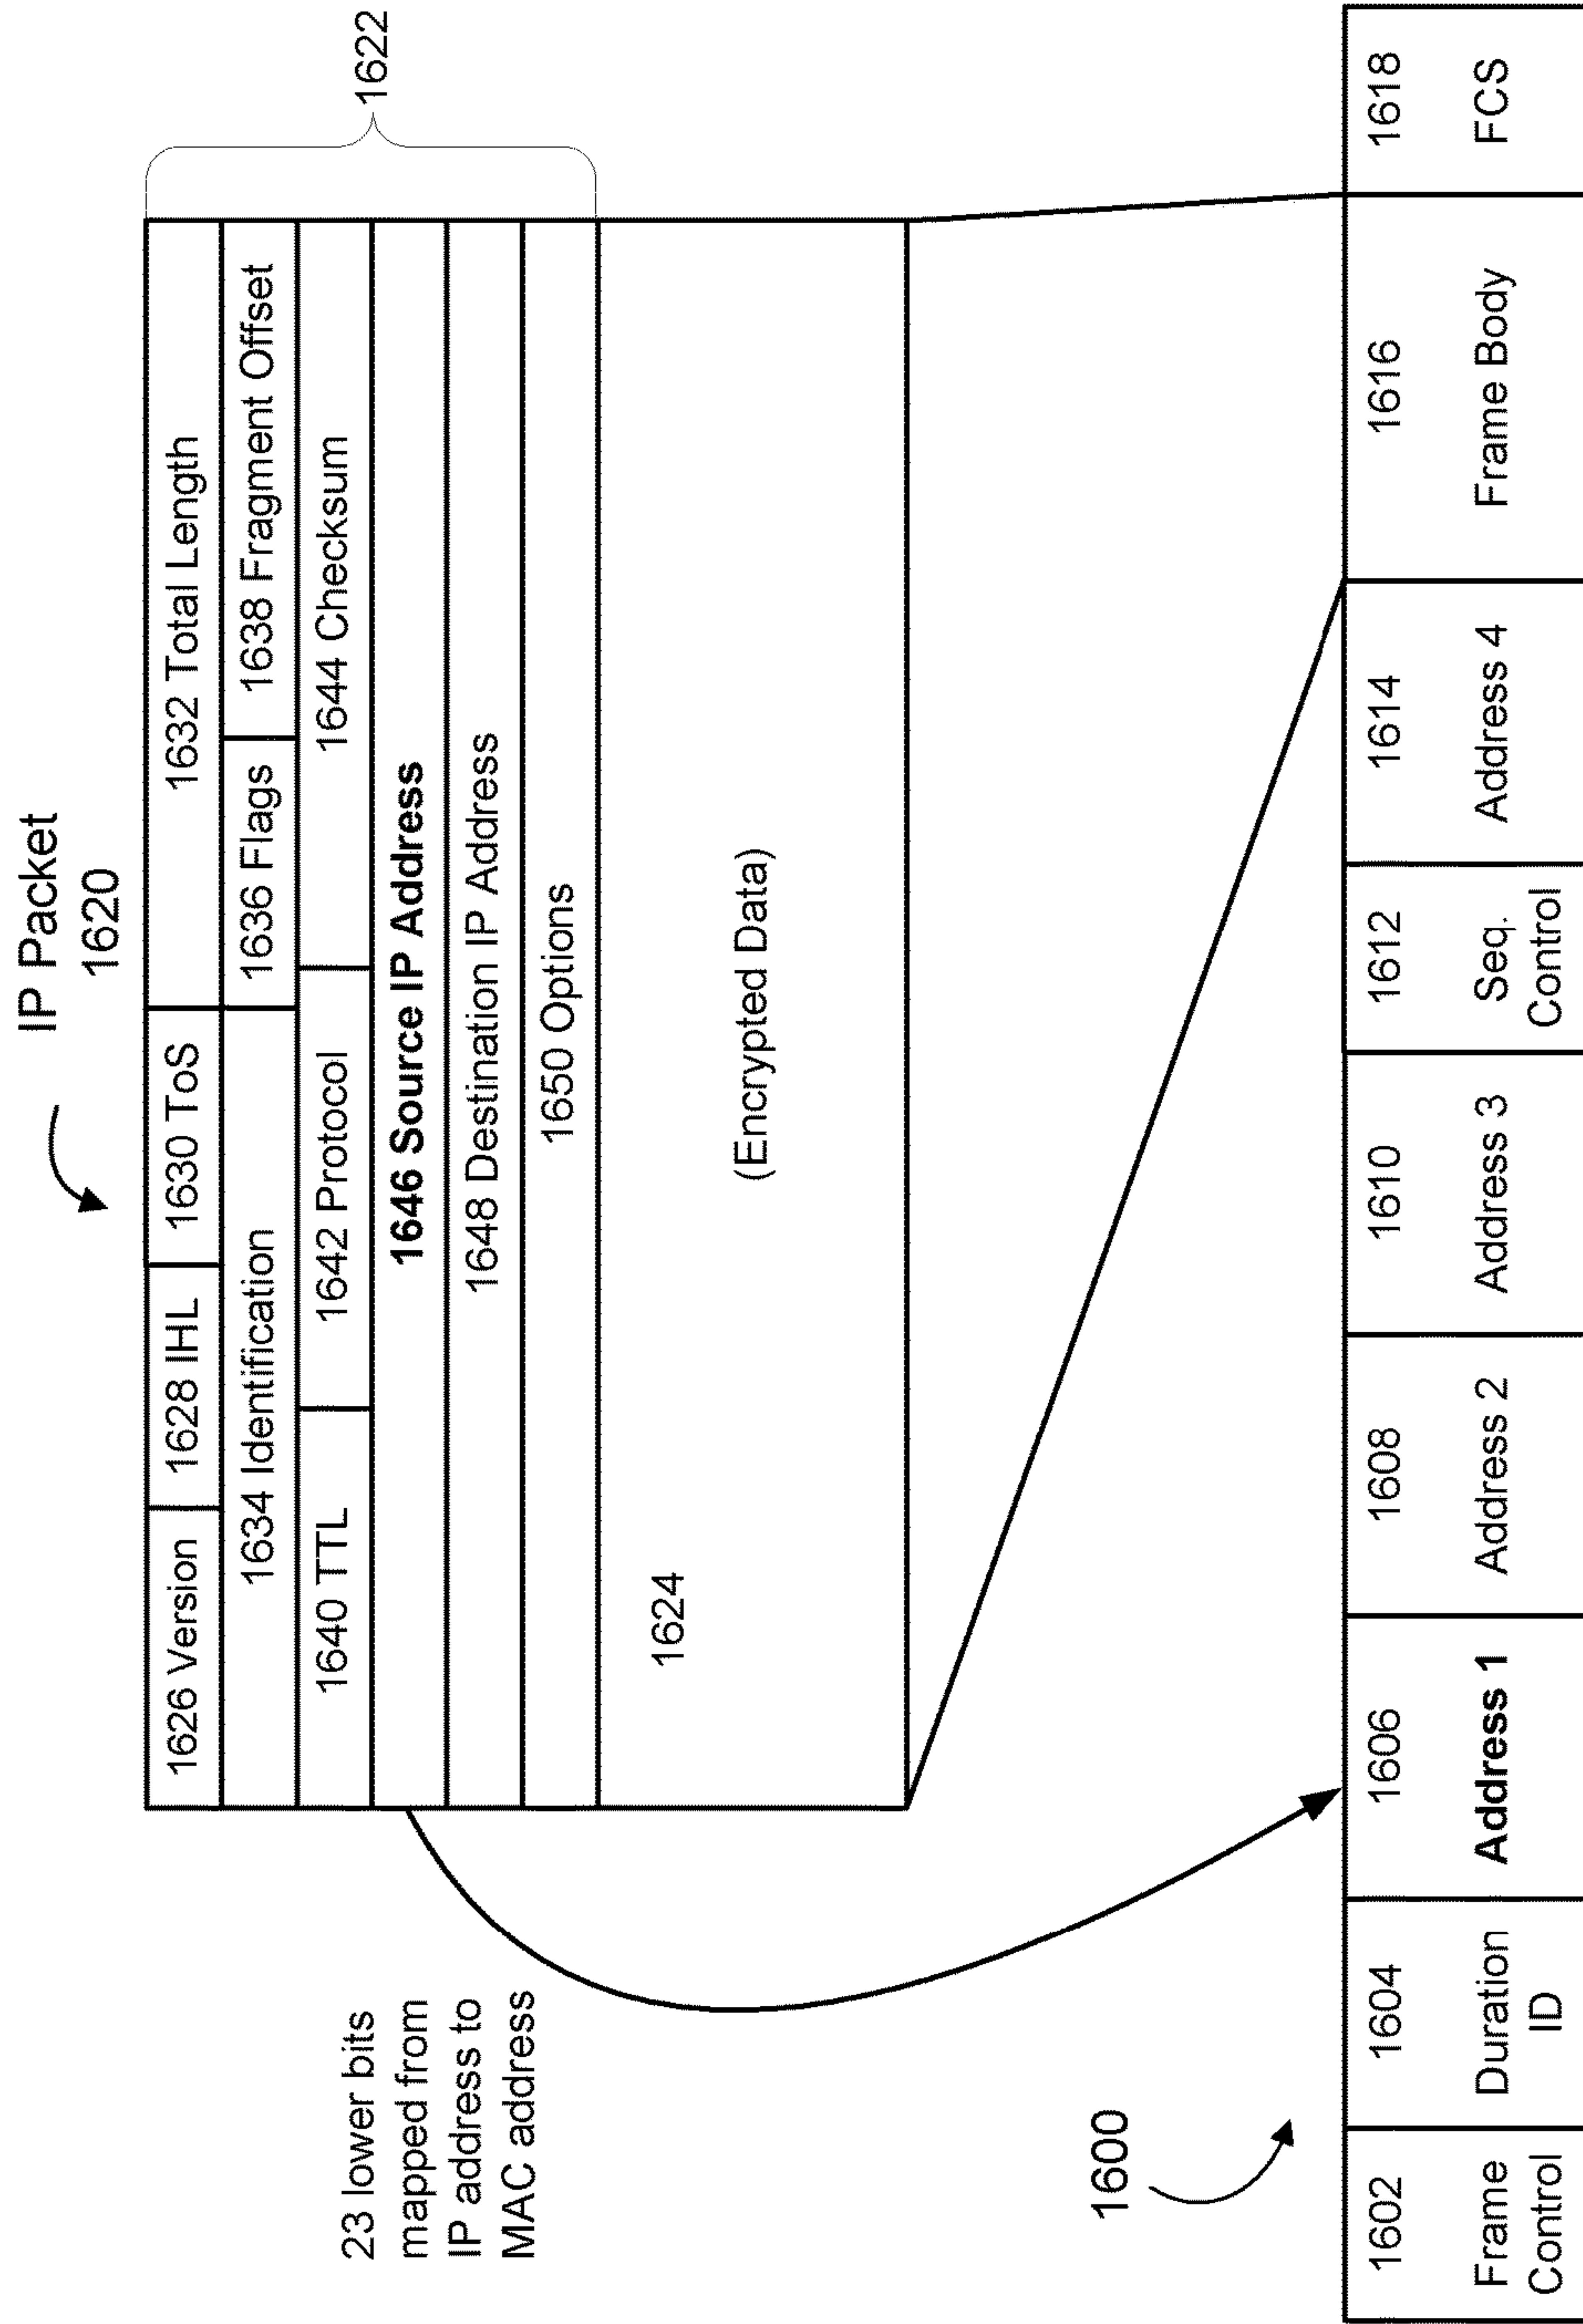 IP Packet
1620
1626 Version
1628 IHL
1630 ToS
1632 Total Length
1634 Identification
1636 Flags
1638 Fragment Offset
1640 TTL
1642 Protocol
1644 Checksum
1646 Source IP Address
1648 Destination IP Address
1650 Options
1622
1624
(Encrypted Data)
23 lower bits
mapped from
IP address to
MAC address
1600
1602
Frame
Control
1604
Duration
ID
1606
Address 1
1608
Address 2
1610
Address 3
1612
Seq.
Control
1614
Address 4
1616
Frame Body
1618
FCS